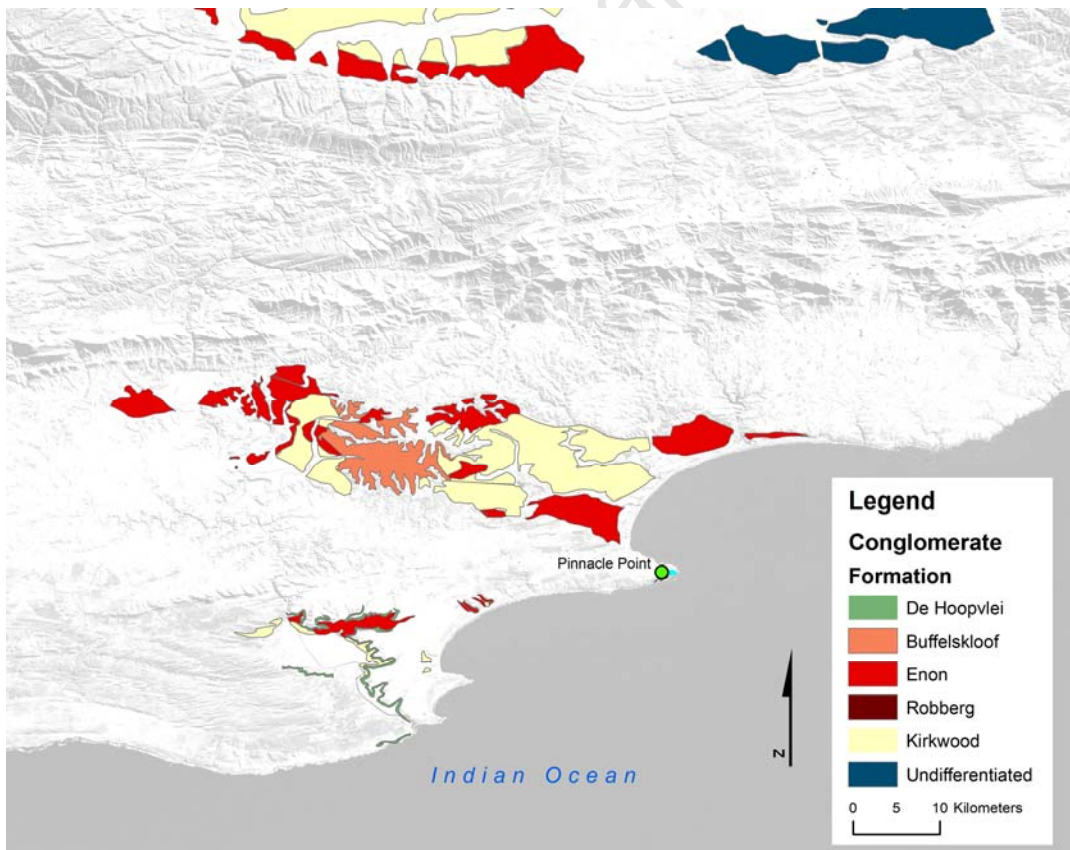 Pinnacle Point
Indian Ocean
N
Legend
Conglomerate
Formation
De Hoopvlei
Buffelskloof
Enon
Robberg
Kirkwood
Undifferentiated
0 5 10 Kilometers